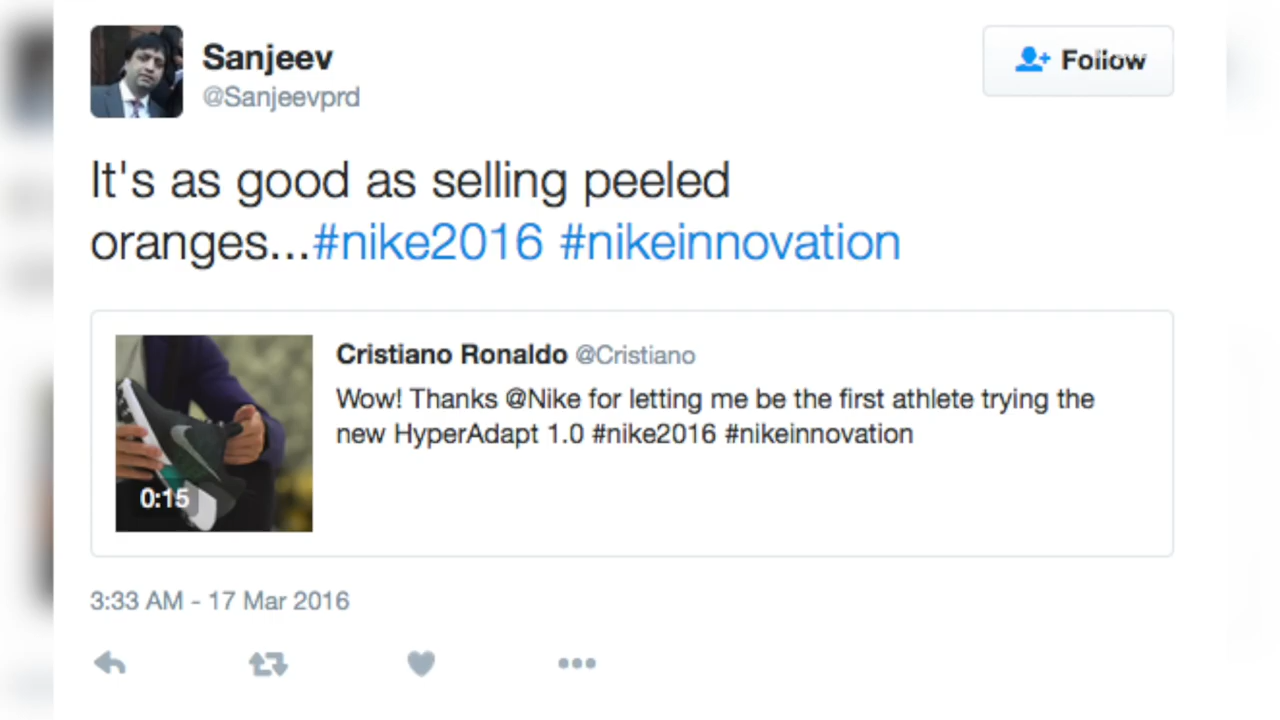 Sanjeev
@Sanjeevprd
Follow
It's as good as selling peeled
oranges...#nike2016 #nikeinnovation
Cristiano Ronaldo @Cristiano
Wow! Thanks @Nike for letting me be the first athlete trying the
new HyperAdapt 1.0 #nike2016 #nikeinnovation
0:15
3:33 AM - 17 Mar 2016